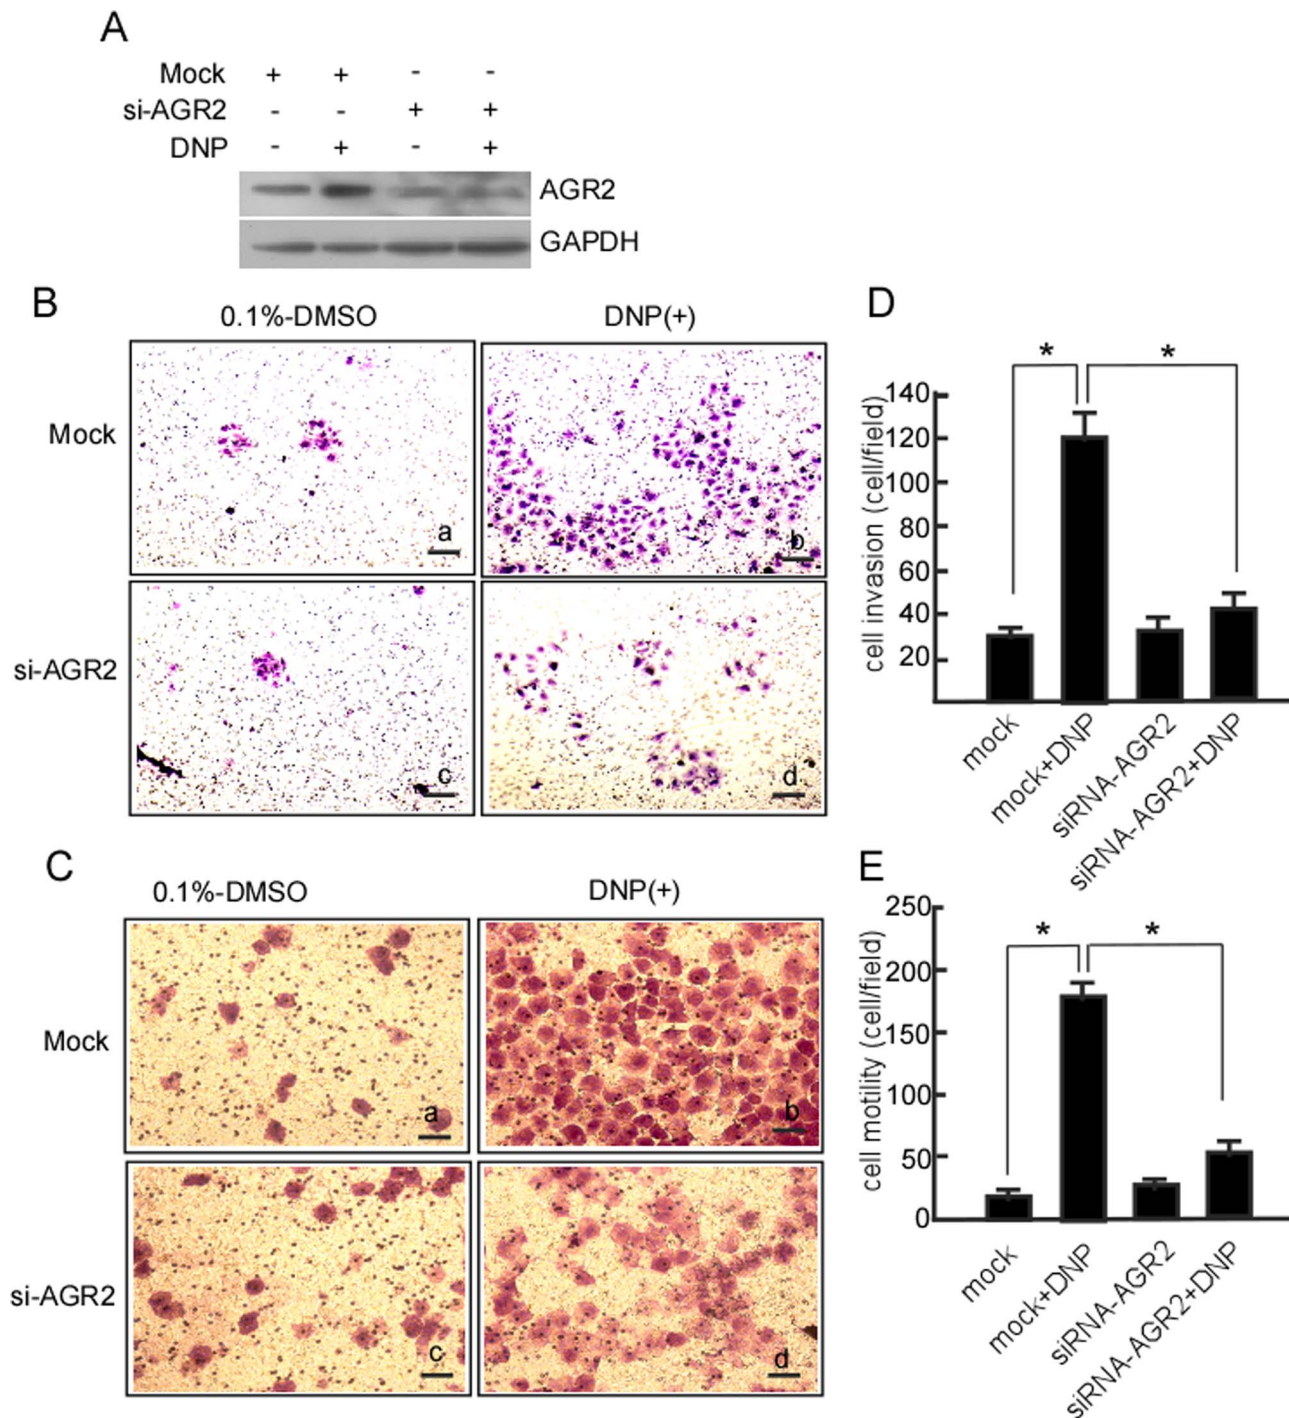 A
Mock + + - -
si-AGR2 - - + +
DNP - + - +
AGR2
GAPDH
B
0.1%-DMSO DNP(+)
Mock
a
b
si-AGR2
c
d
C
0.1%-DMSO DNP(+)
Mock
a
b
si-AGR2
c
d
D
* *
cell invasion (cell/field)
140
120
100
80
60
40
20
mock
mock+DNP
siRNA-AGR2
siRNA-AGR2+DNP
E
* *
cell motility (cell/field)
250
200
150
100
50
0
mock
mock+DNP
siRNA-AGR2
siRNA-AGR2+DNP